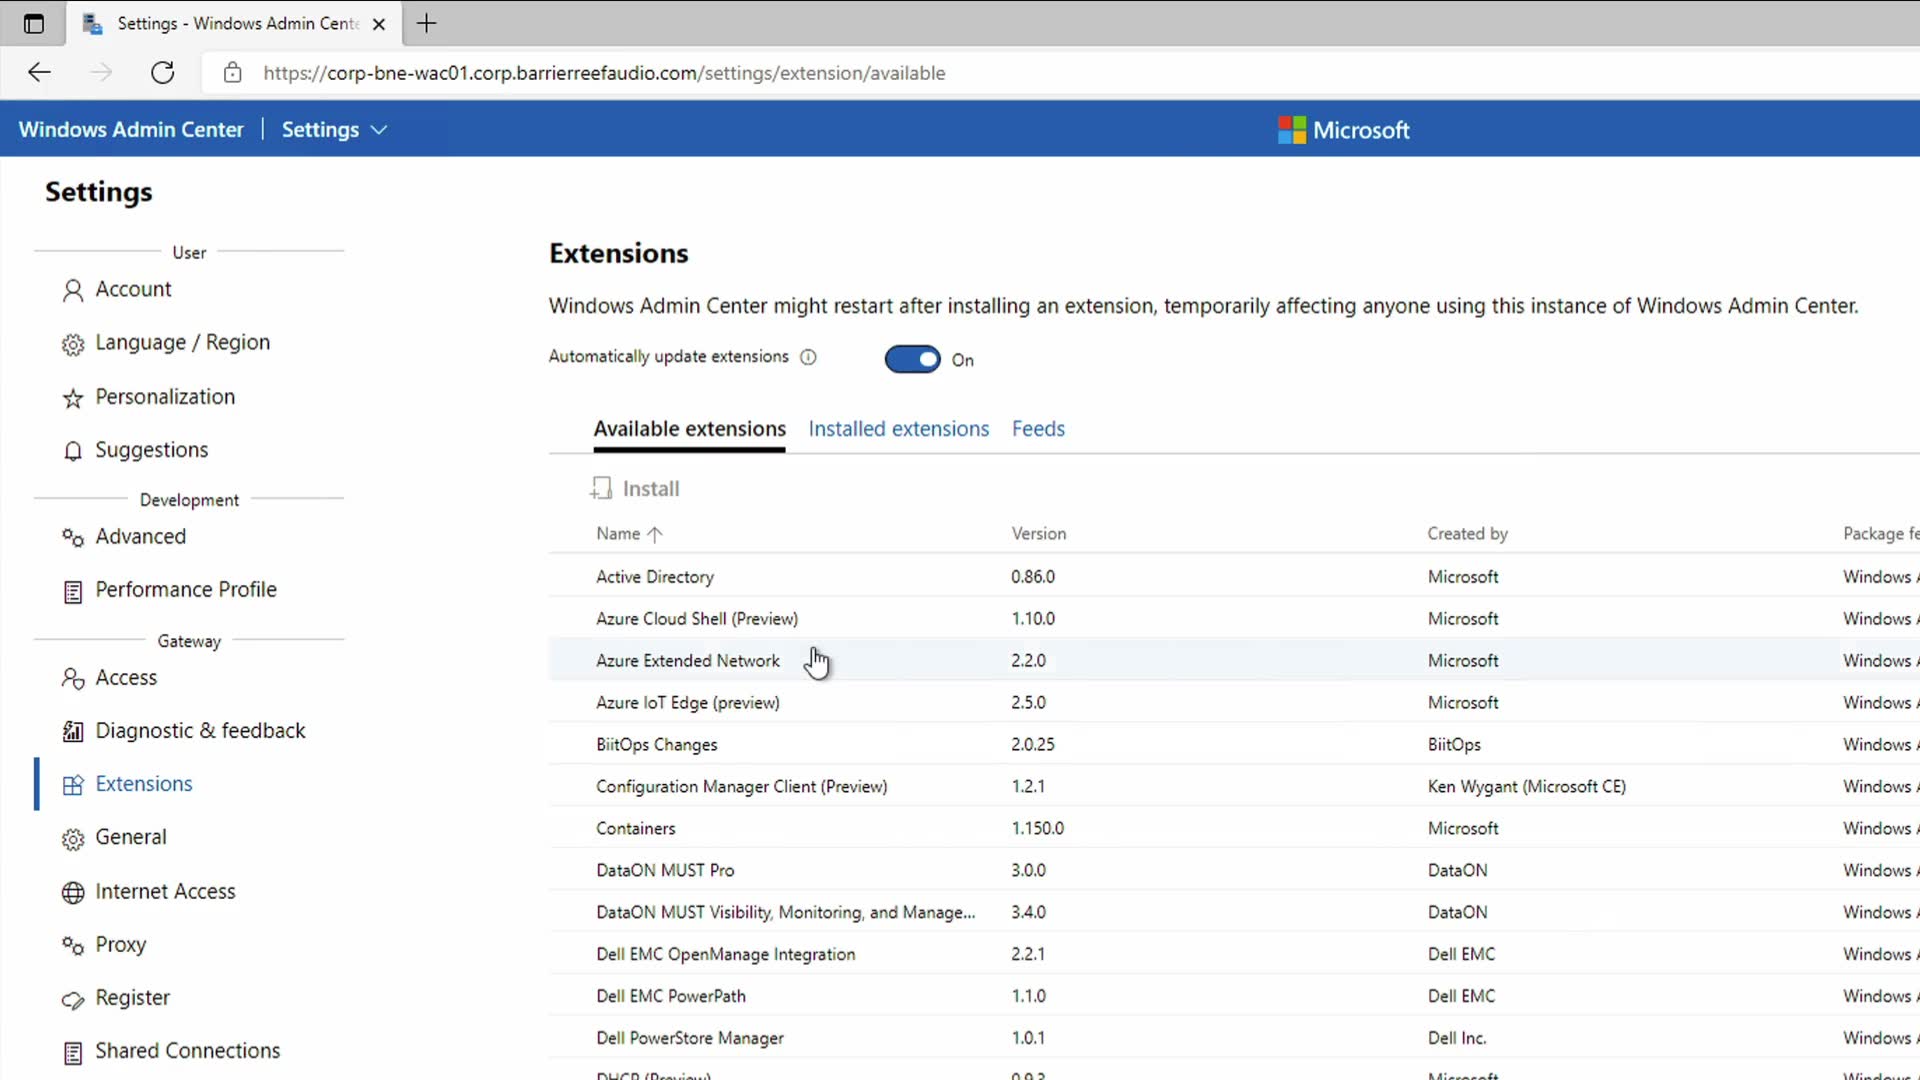 Settings - Windows Admin Cente
https://corp-bne-wac01.corp.barrierreefaudio.com/settings/extension/available
Windows Admin Center | Settings
Microsoft
Settings
User
Account
Language / Region
Personalization
Suggestions
Development
Advanced
Performance Profile
Gateway
Access
Diagnostic & feedback
Extensions
General
Internet Access
Proxy
Register
Shared Connections
Extensions
Windows Admin Center might restart after installing an extension, temporarily affecting anyone using this instance of Windows Admin Center.
Automatically update extensions On
Available extensions Installed extensions Feeds
Install
Name Version Created by Package fe
Active Directory 0.86.0 Microsoft Windows A
Azure Cloud Shell (Preview) 1.10.0 Microsoft Windows A
Azure Extended Network 2.2.0 Microsoft Windows A
Azure IoT Edge (preview) 2.5.0 Microsoft Windows A
BiitOps Changes 2.0.25 BiitOps Windows A
Configuration Manager Client (Preview) 1.2.1 Ken Wygant (Microsoft CE) Windows A
Containers 1.150.0 Microsoft Windows A
DataON MUST Pro 3.0.0 DataON Windows A
DataON MUST Visibility, Monitoring, and Manage... 3.4.0 DataON Windows A
Dell EMC OpenManage Integration 2.2.1 Dell EMC Windows A
Dell EMC PowerPath 1.1.0 Dell EMC Windows A
Dell PowerStore Manager 1.0.1 Dell Inc. Windows A
DHCP (Preview) 0.9.3 Microsoft Windows A